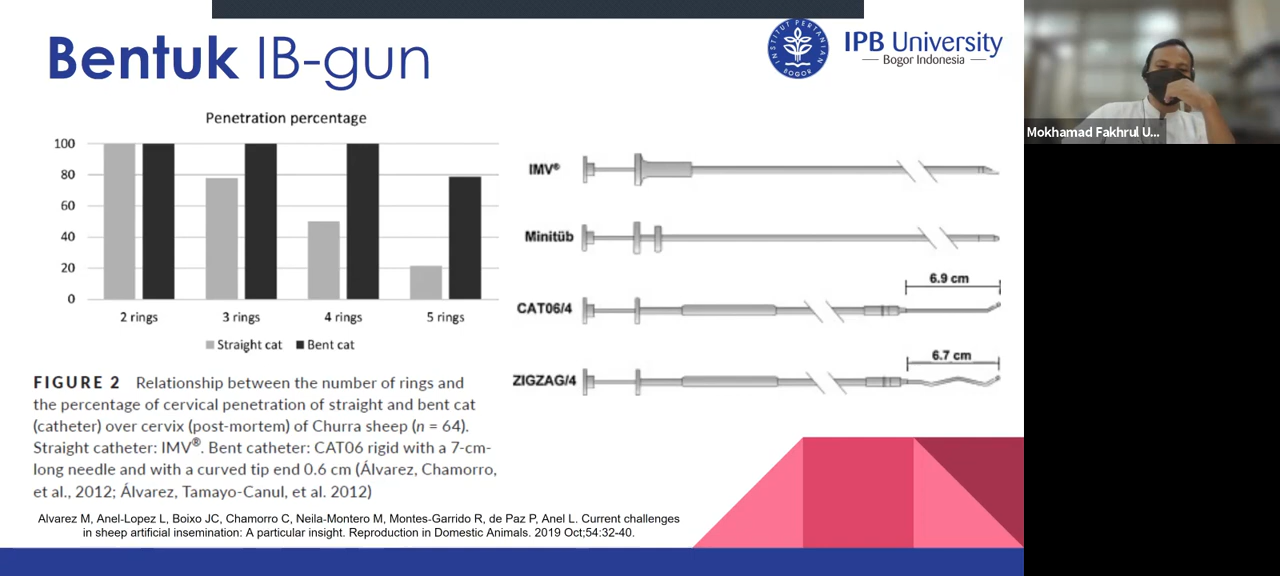 Bentuk IB-gun
INSTITUT PERTANIAN
BOGOR
IPB University
Bogor Indonesia
Mokhamad Fakhrul U...
Penetration percentage
100
80
60
40
20
0
2 rings
3 rings
4 rings
5 rings
Straight cat
Bent cat
IMV®
Minitüb
6.9 cm
CAT06/4
6.7 cm
ZIGZAG/4
FIGURE 2 Relationship between the number of rings and
the percentage of cervical penetration of straight and bent cat
(catheter) over cervix (post-mortem) of Churra sheep (n = 64).
Straight catheter: IMV®. Bent catheter: CAT06 rigid with a 7-cm-
long needle and with a curved tip end 0.6 cm (Álvarez, Chamorro,
et al., 2012; Álvarez, Tamayo-Canul, et al. 2012)
Alvarez M, Anel-Lopez L, Boixo JC, Chamorro C, Neila-Montero M, Montes-Garrido R, de Paz P, Anel L. Current challenges
in sheep artificial insemination: A particular insight. Reproduction in Domestic Animals. 2019 Oct;54:32-40.